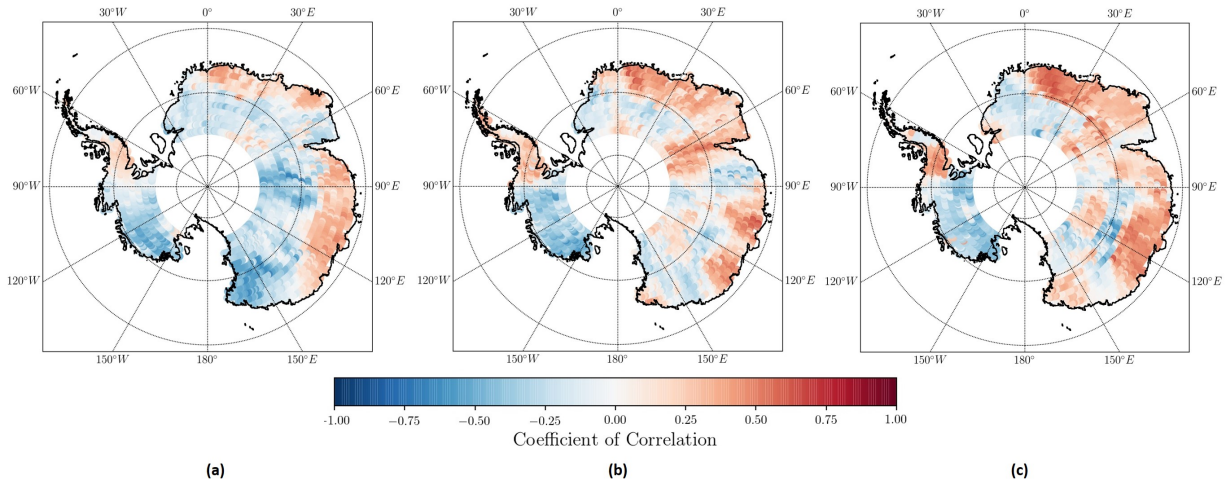 30°W 0° 30°E 30°W 0° 30°E 30°W 0° 30°E
60°W 60°E 60°W 60°E 60°W 60°E
90°W 90°E 90°W 90°E 90°W 90°E
120°W 120°E 120°W 120°E 120°W 120°E
150°W 180° 150°E 150°W 180° 150°E 150°W 180° 150°E
-1.00 −0.75 −0.50 −0.25 0.00 0.25 0.50 0.75 1.00
Coefficient of Correlation
(a) (b) (c)